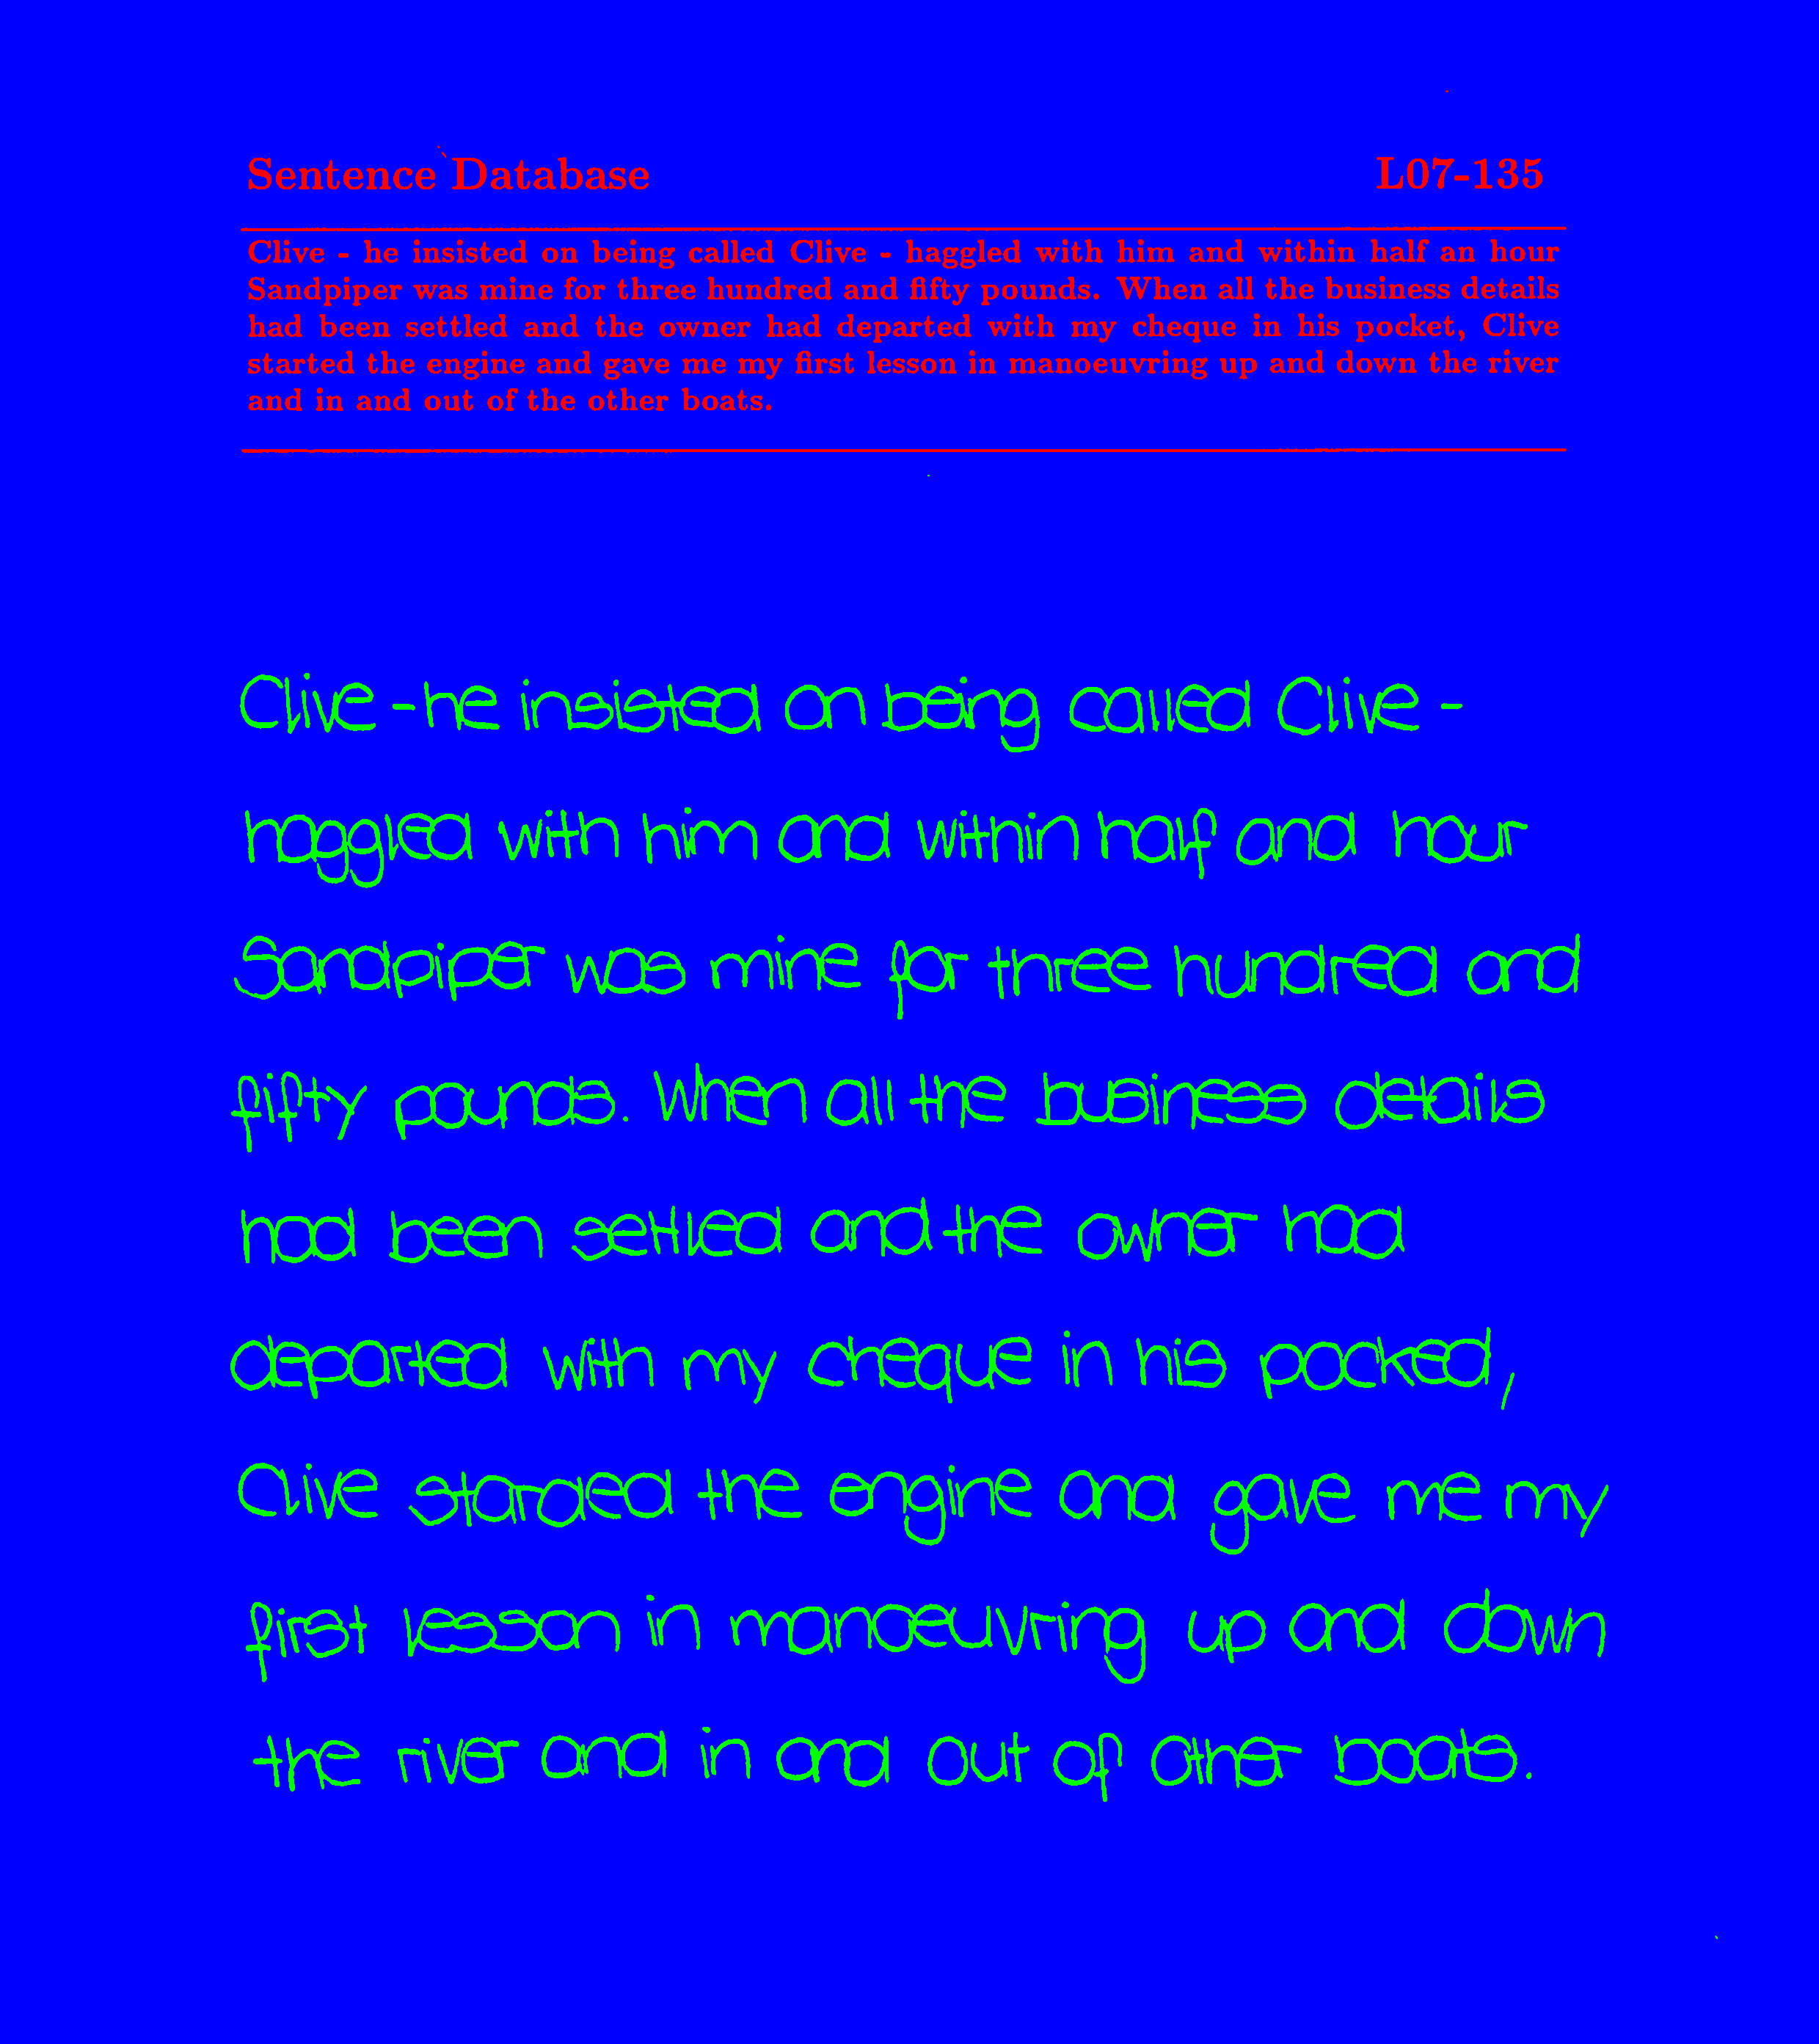 Sentence Database L07-135
Clive - he insisted on being called Clive - haggled with him and within half an hour
Sandpiper was mine for three hundred and fifty pounds. When all the business details
had been settled and the owner had departed with my cheque in his pocket, Clive
started the engine and gave me my first lesson in manoeuvring up and down the river
and in and out of the other boats.
Clive - he insisted on being called Clive -
haggled with him and within half and hour
Sandpiper was mine for three hundred and
fifty pounds. When all the business details
had been settled and the owner had
departed with my cheque in his pocked,
Clive starded the engine and gave me my
first lesson in manoeuvring up and down
the river and in and out of other boats.